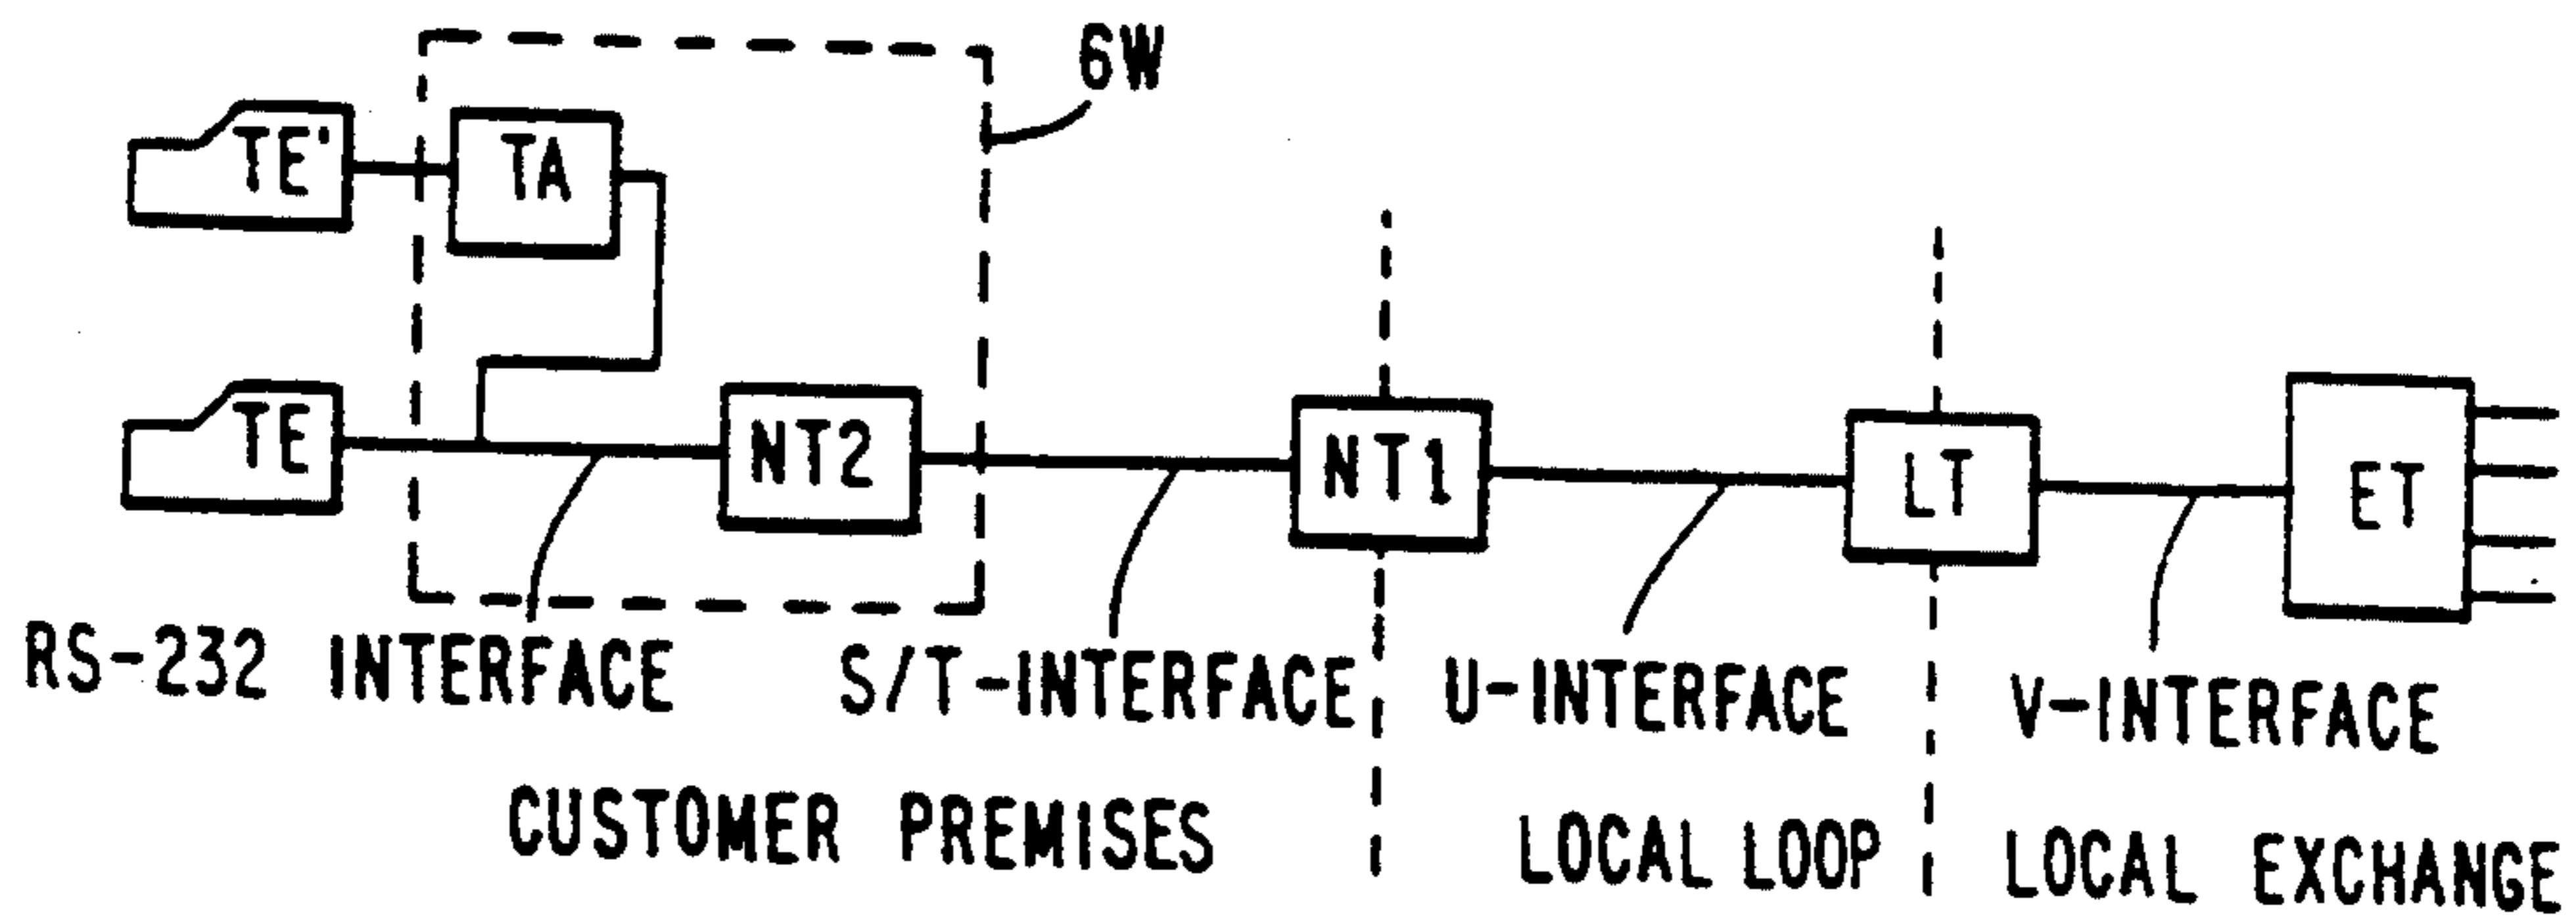 6W
TE'
TA
TE
NT2
NT1
LT
ET
RS-232 INTERFACE
S/T-INTERFACE
U-INTERFACE
V-INTERFACE
CUSTOMER PREMISES
LOCAL LOOP
LOCAL EXCHANGE